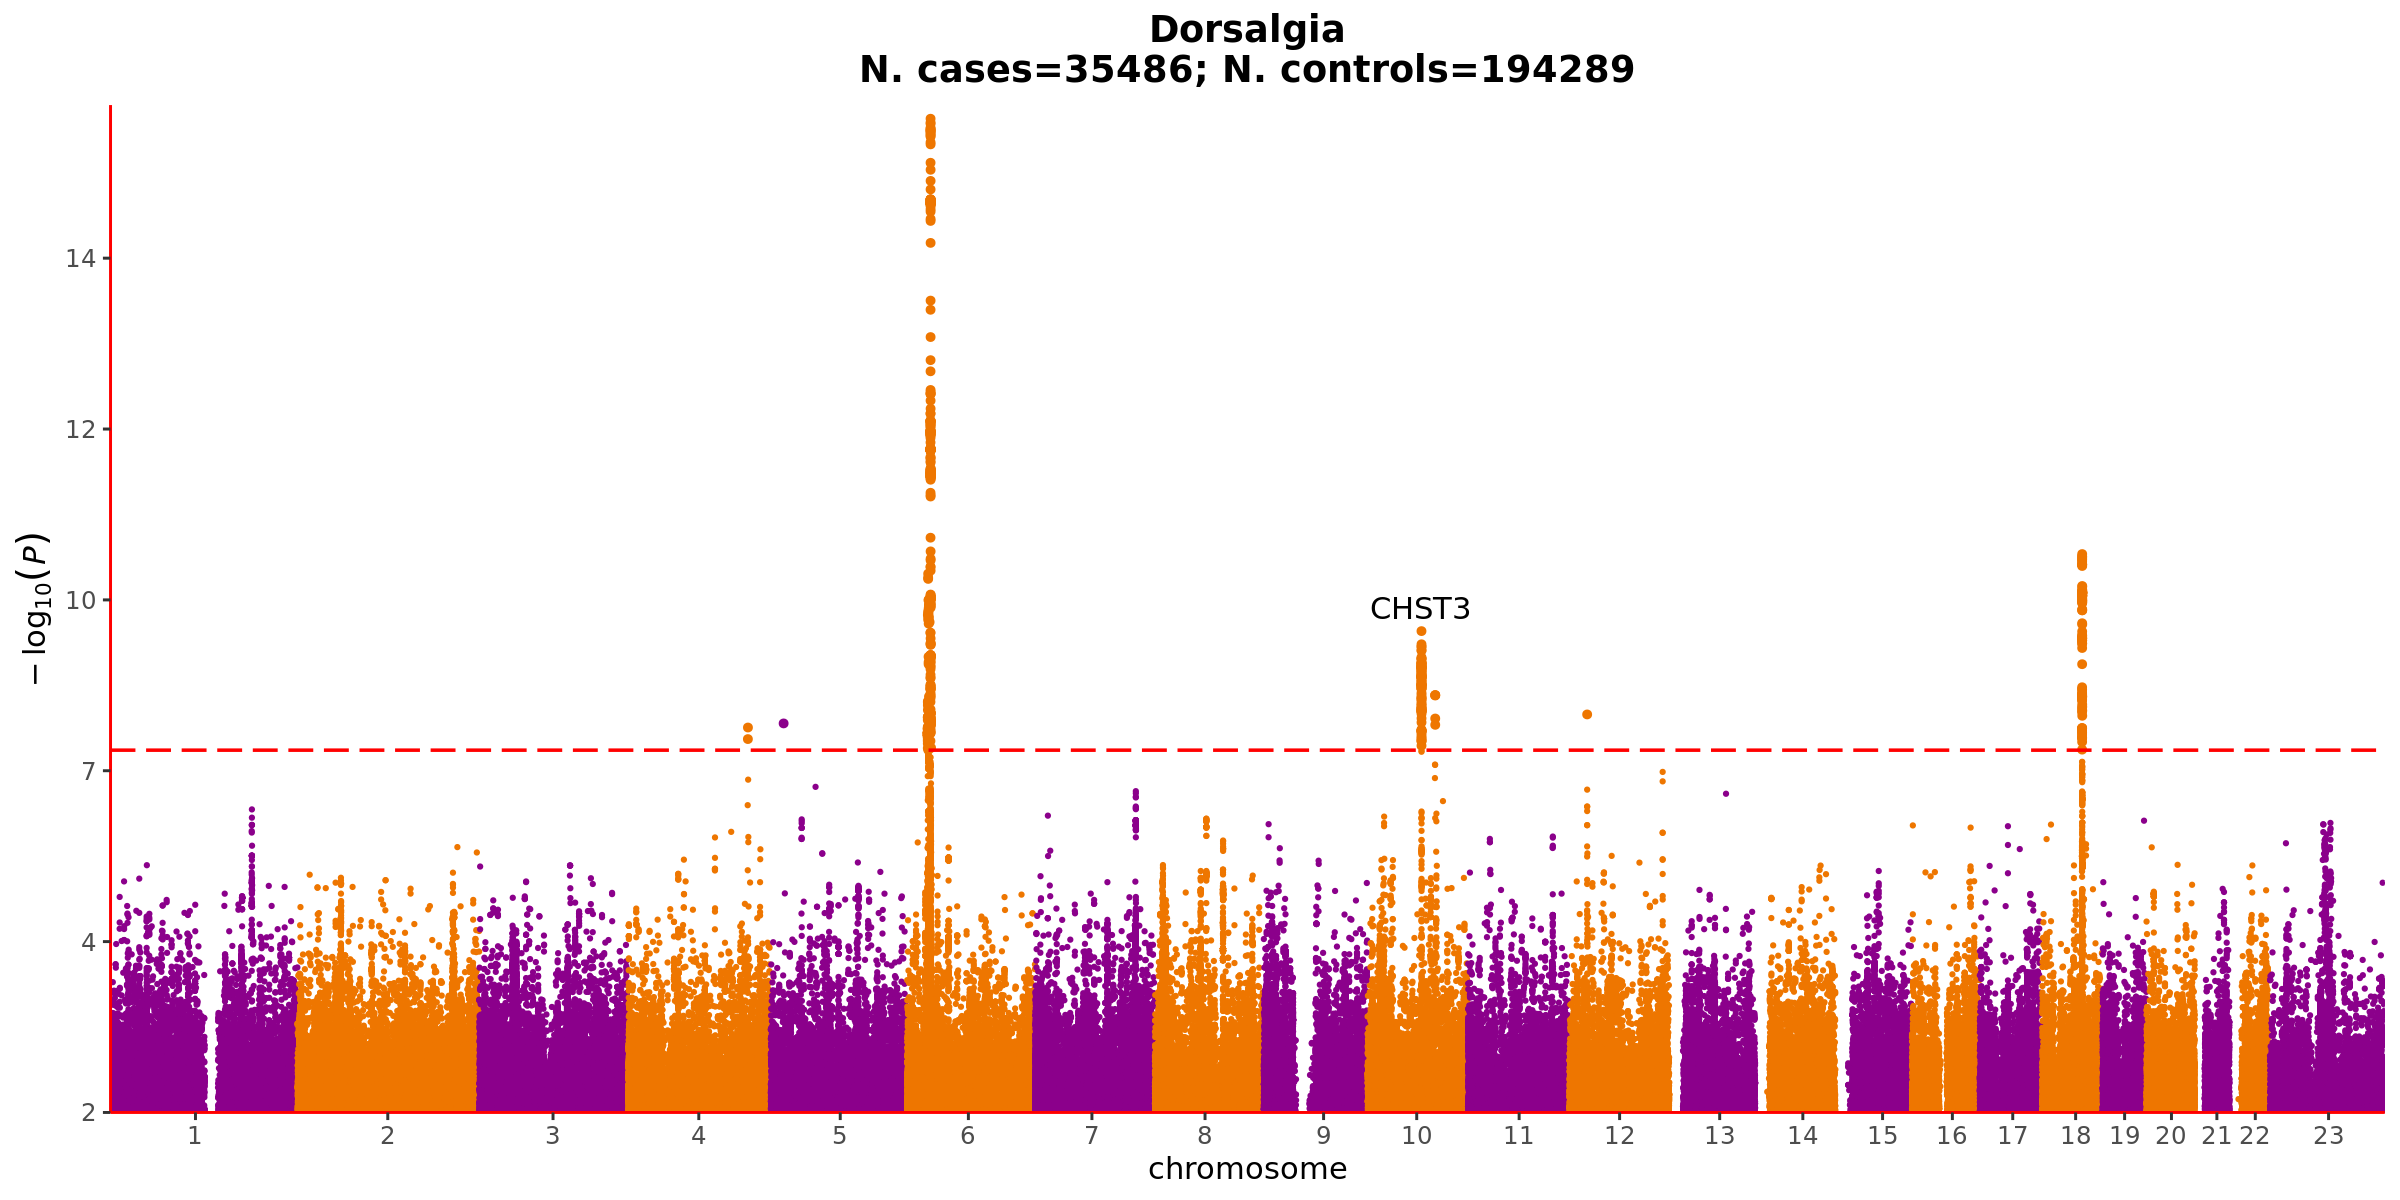 Dorsalgia
N. cases=35486; N. controls=194289
14
12
10
7
4
2
−log10(P)
CHST3
1 2 3 4 5 6 7 8 9 10 11 12 13 14 15 16 17 18 19 20 21 22 23
chromosome